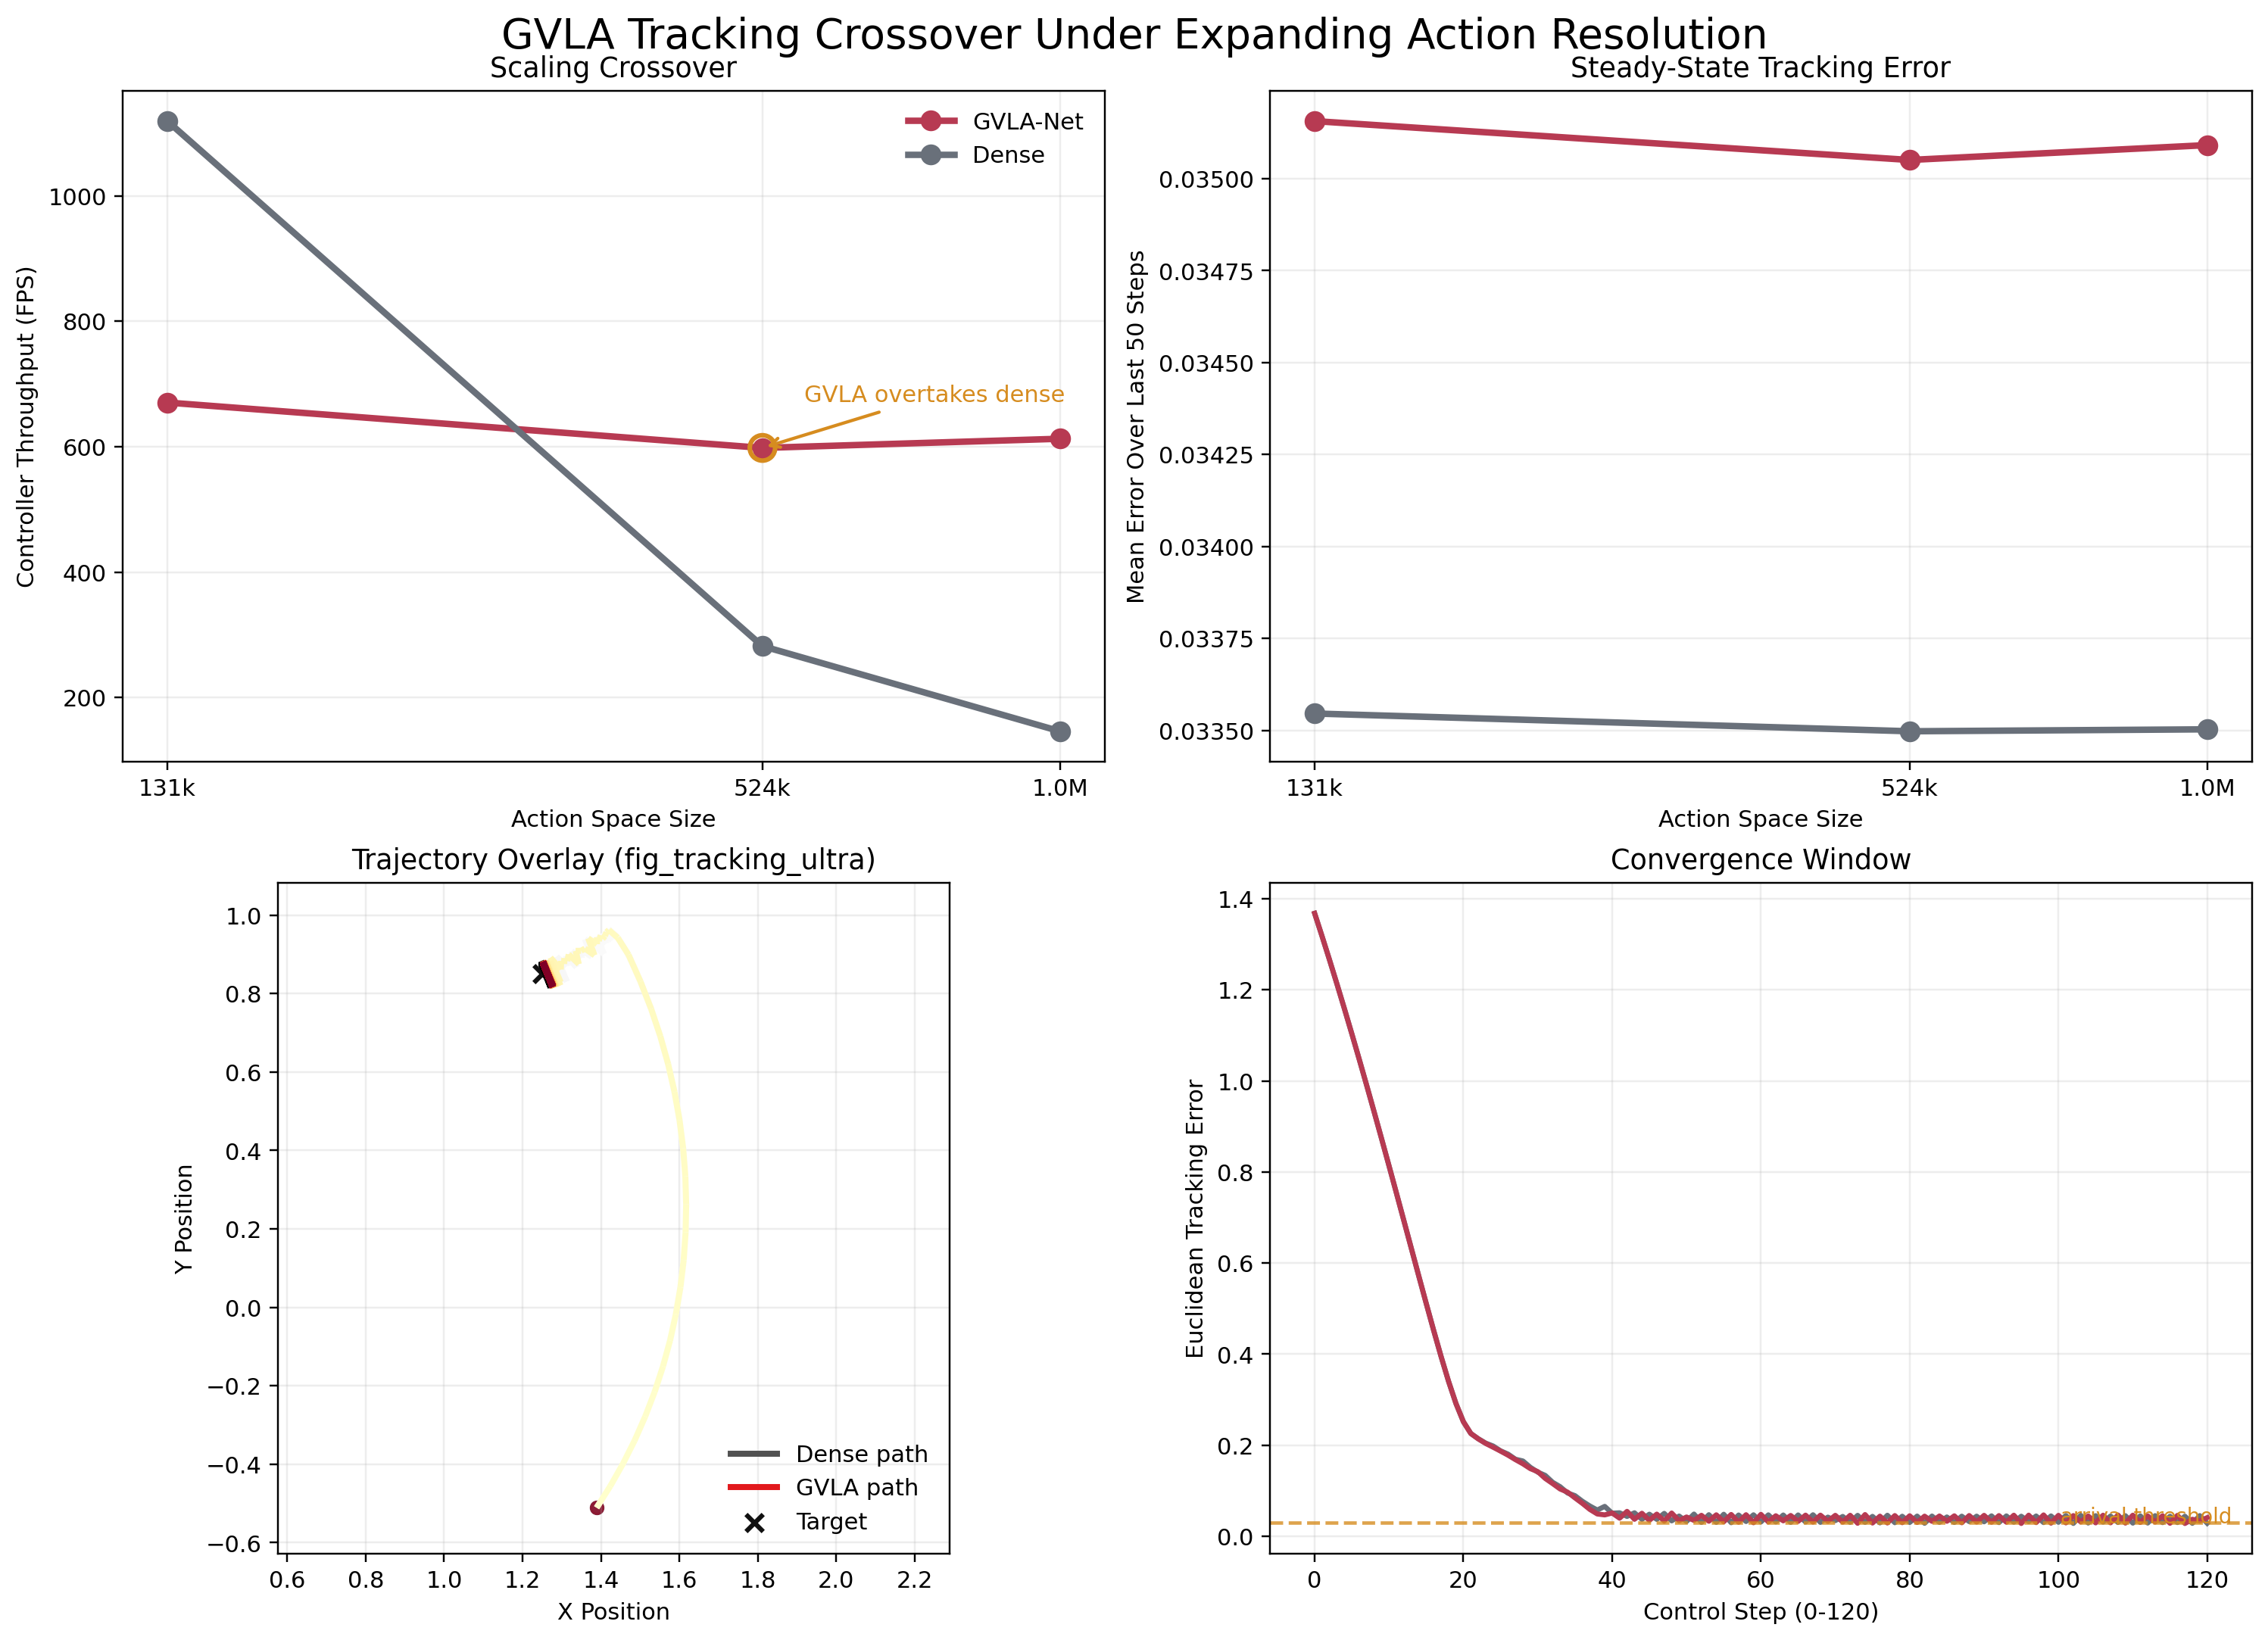 GVLA Tracking Crossover Under Expanding Action Resolution
Scaling Crossover
Controller Throughput (FPS)
1000
800
600
400
200
GVLA-Net
Dense
GVLA overtakes dense
131k
524k
1.0M
Action Space Size
Steady-State Tracking Error
Mean Error Over Last 50 Steps
0.03500
0.03475
0.03450
0.03425
0.03400
0.03375
0.03350
131k
524k
1.0M
Action Space Size
Trajectory Overlay (fig_tracking_ultra)
Y Position
1.0
0.8
0.6
0.4
0.2
0.0
−0.2
−0.4
−0.6
Dense path
GVLA path
Target
0.6
0.8
1.0
1.2
1.4
1.6
1.8
2.0
2.2
X Position
Convergence Window
Euclidean Tracking Error
1.4
1.2
1.0
0.8
0.6
0.4
0.2
0.0
arrival threshold
0
20
40
60
80
100
120
Control Step (0-120)